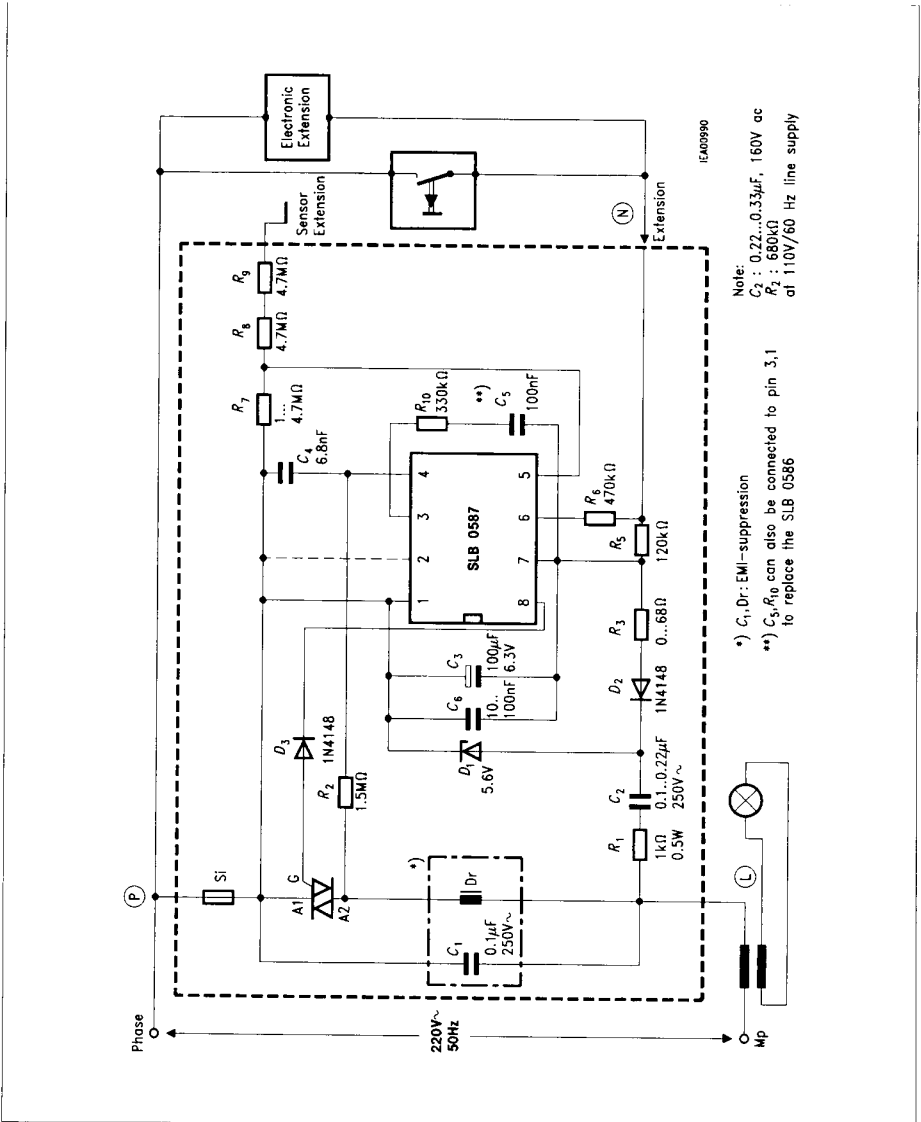 Phase
P
Si
Electronic
Extension
Sensor
Extension
R9
4.7MΩ
R8
4.7MΩ
R7
1...
4.7MΩ
C4
6.8nF
R10
330kΩ
**)
C5
100nF
D3
1N4148
R2
1.5MΩ
G
A1
A2
4
3
2
1
SLB 0587
5
6
7
8
C3
100µF
6.3V
C6
10..
100nF
D1
5.6V
R6
470kΩ
R5
120kΩ
R3
0...68Ω
D2
1N4148
C2
0.1..0.22µF
250V~
R1
1kΩ
0.5W
*)
Dr
C1
0.1µF
250V~
220V~
50Hz
N
Extension
L
Mp
IEA00990
*) C1,Dr: EMI-suppression
**) C5,R10 can also be connected to pin 3,1
to replace the SLB 0586
Note:
C2 : 0.22...0.33µF, 160V ac
R2 : 680kΩ
at 110V/60 Hz line supply